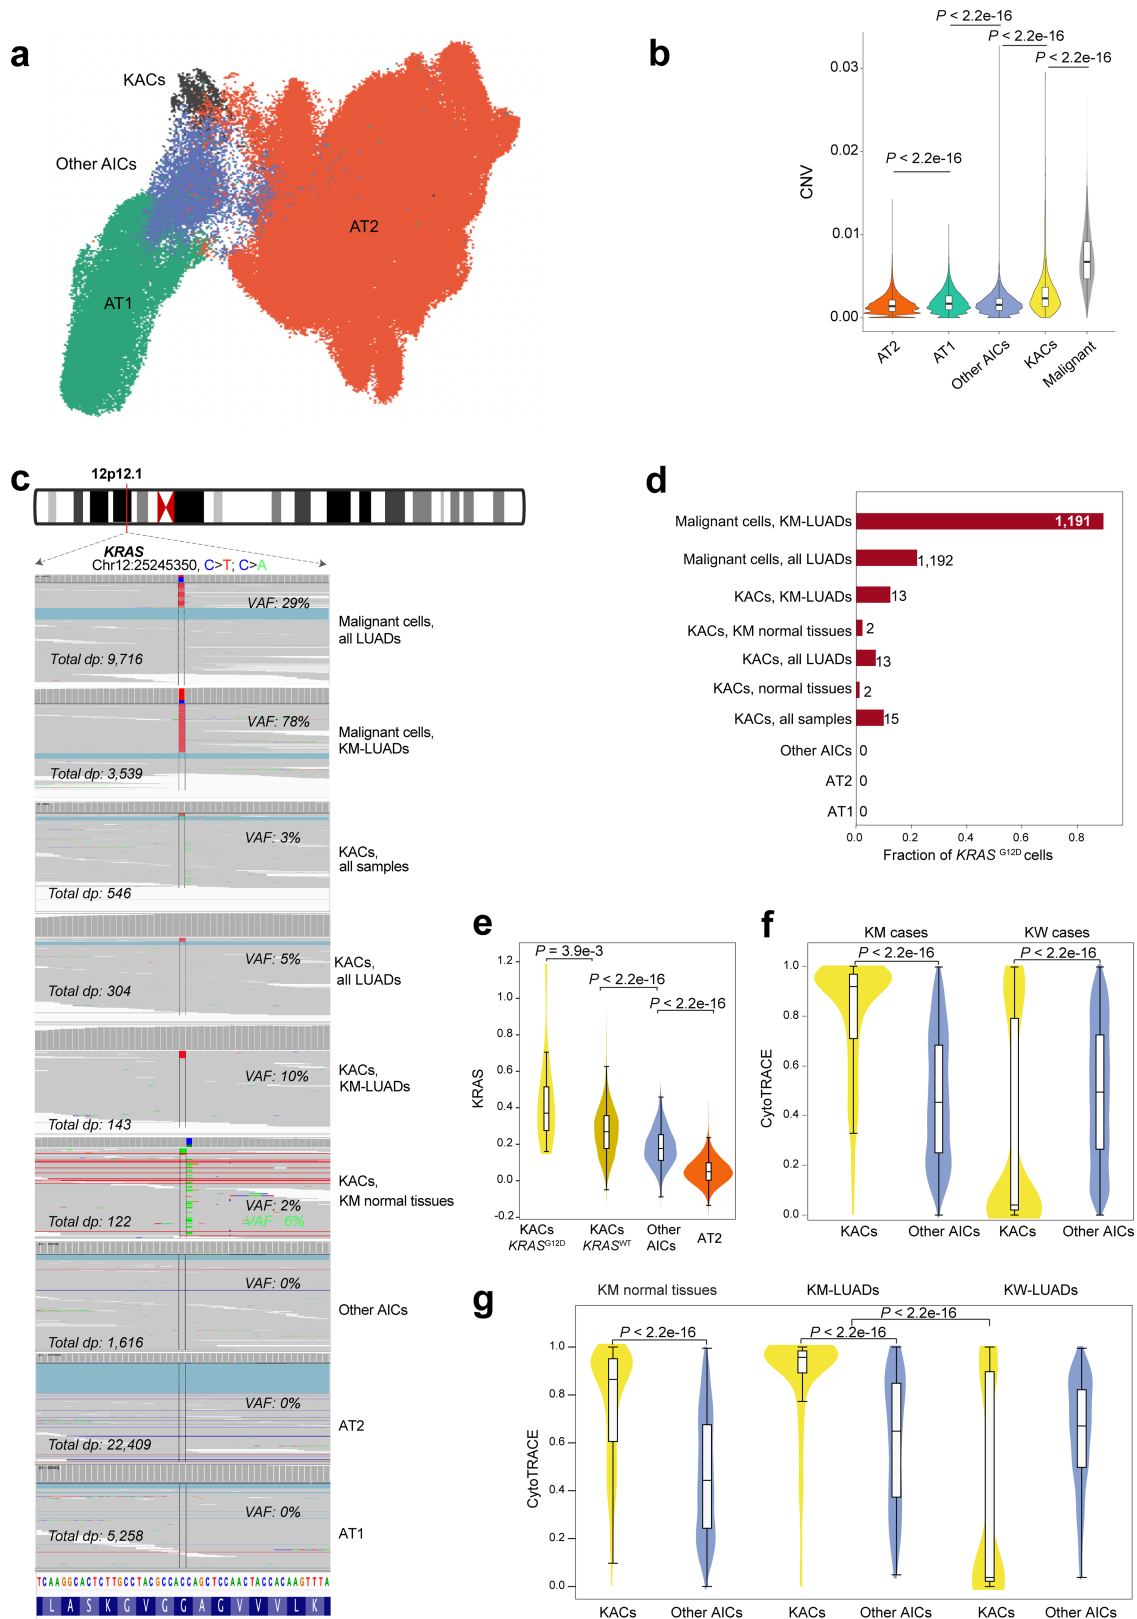 a
KACs
Other AICs
AT2
AT1
b
P < 2.2e-16
P < 2.2e-16
P < 2.2e-16
P < 2.2e-16
CNV
0.03
0.02
0.01
0.00
AT2
AT1
Other AICs
KACs
Malignant
c
12p12.1
KRAS
Chr12:25245350, C>T; C>A
VAF: 29%
Total dp: 9,716
Malignant cells,
all LUADs
VAF: 78%
Total dp: 3,539
Malignant cells,
KM-LUADs
VAF: 3%
Total dp: 546
KACs,
all samples
VAF: 5%
Total dp: 304
KACs,
all LUADs
VAF: 10%
Total dp: 143
KACs,
KM-LUADs
VAF: 2%
VAF: 6%
Total dp: 122
KACs,
KM normal tissues
VAF: 0%
Total dp: 1,616
Other AICs
VAF: 0%
Total dp: 22,409
AT2
VAF: 0%
Total dp: 5,258
AT1
TCAAGGCACTCTTGCCTACGCCACCAGCTCCAACTACCACAAGTTTA
L A S K G V G G A G V V V L K
d
Malignant cells, KM-LUADs 1,191
Malignant cells, all LUADs 1,192
KACs, KM-LUADs 13
KACs, KM normal tissues 2
KACs, all LUADs 13
KACs, normal tissues 2
KACs, all samples 15
Other AICs 0
AT2 0
AT1 0
0.0 0.2 0.4 0.6 0.8
Fraction of KRAS G12D cells
e
P = 3.9e-3
P < 2.2e-16
P < 2.2e-16
KRAS
1.2
1.0
0.8
0.6
0.4
0.2
0.0
-0.2
KACs KRASG12D
KACs KRASWT
Other AICs
AT2
f
KM cases KW cases
P < 2.2e-16 P < 2.2e-16
CytoTRACE
1.0
0.8
0.6
0.4
0.2
0.0
KACs Other AICs KACs Other AICs
g
KM normal tissues KM-LUADs KW-LUADs
P < 2.2e-16
P < 2.2e-16 P < 2.2e-16
CytoTRACE
1.0
0.8
0.6
0.4
0.2
0.0
KACs Other AICs KACs Other AICs KACs Other AICs